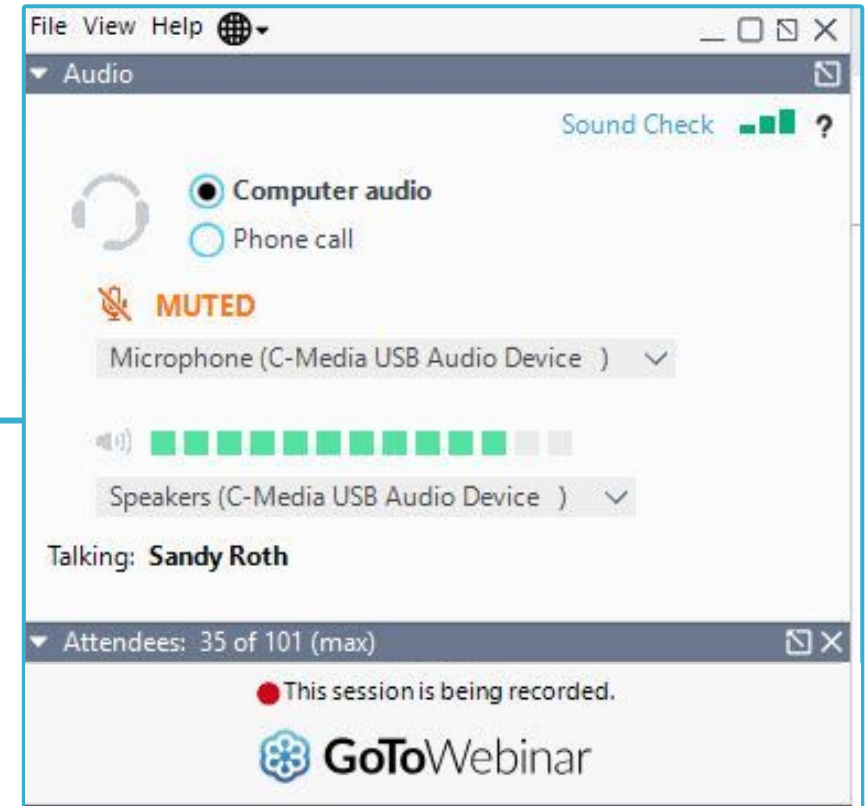 File View Help
Audio
Sound Check ?
Computer audio
Phone call
MUTED
Microphone (C-Media USB Audio Device )
Speakers (C-Media USB Audio Device )
Talking: Sandy Roth
Attendees: 35 of 101 (max)
This session is being recorded.
GoToWebinar